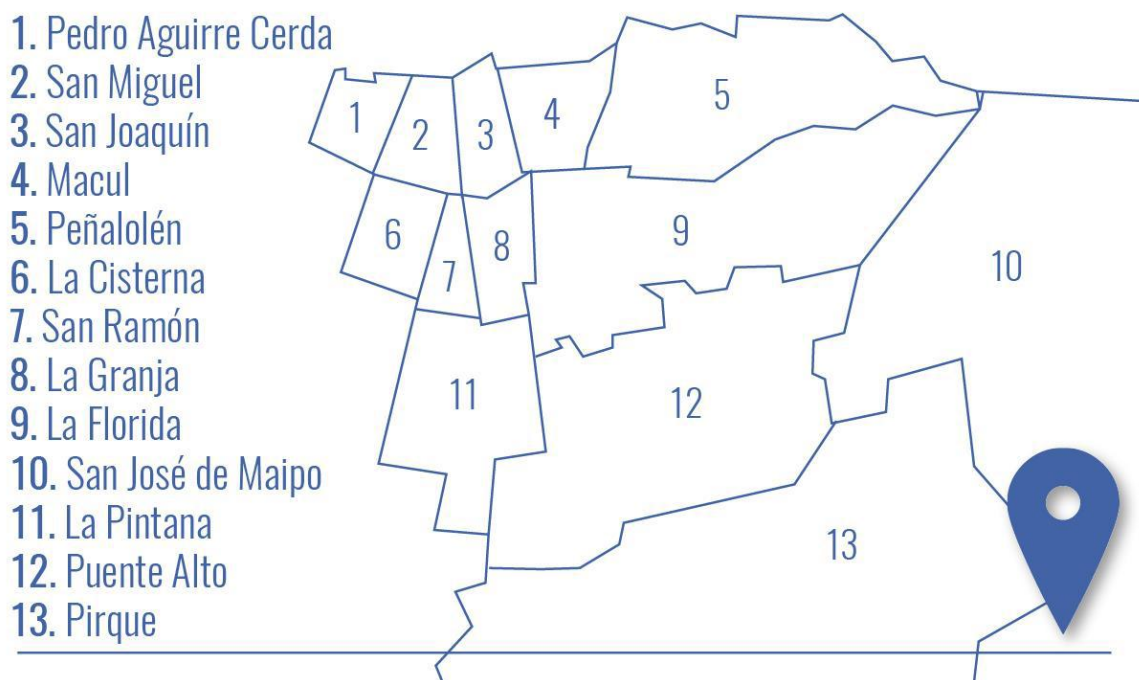 1. Pedro Aguirre Cerda
2. San Miguel
3. San Joaquín
4. Macul
5. Peñalolén
6. La Cisterna
7. San Ramón
8. La Granja
9. La Florida
10. San José de Maipo
11. La Pintana
12. Puente Alto
13. Pirque
1
2
3
4
5
6
7
8
9
10
11
12
13